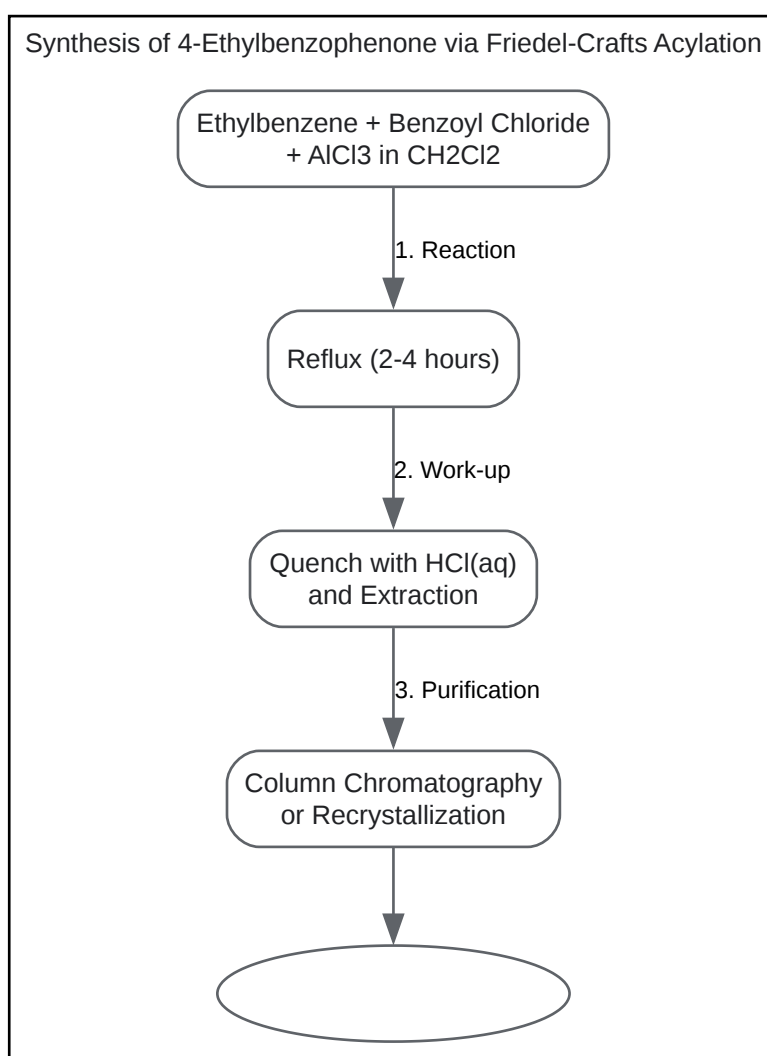 Synthesis of 4-Ethylbenzophenone via Friedel-Crafts Acylation
Ethylbenzene + Benzoyl Chloride
+ AlCl3 in CH2Cl2
1. Reaction
Reflux (2-4 hours)
2. Work-up
Quench with HCl(aq)
and Extraction
3. Purification
Column Chromatography
or Recrystallization